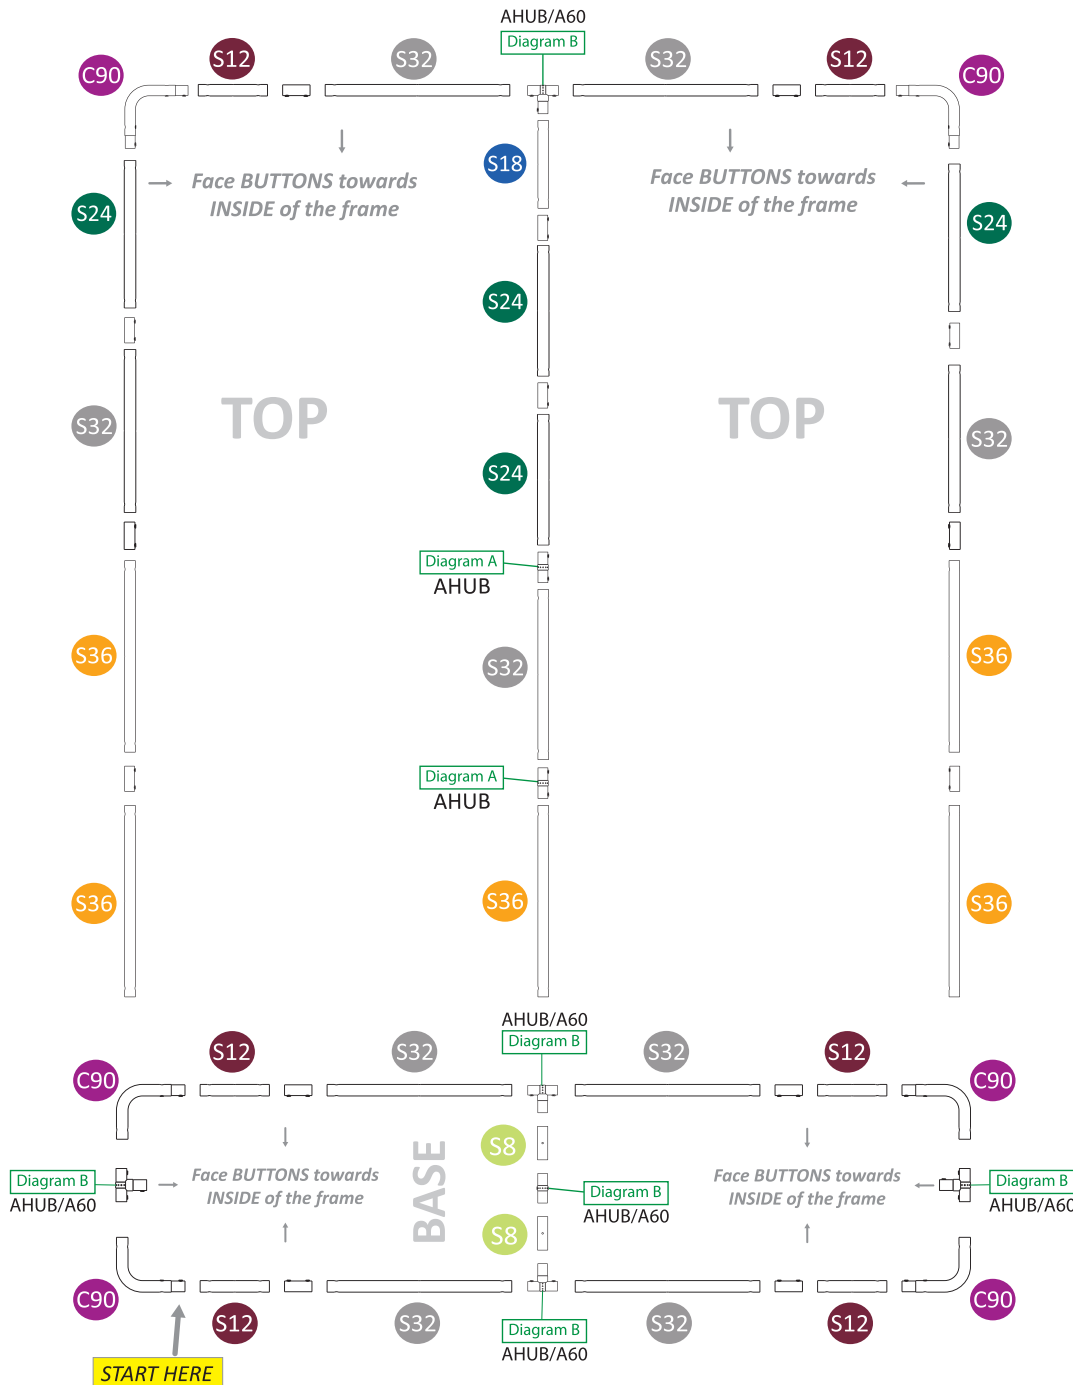 AHUB/A60
Diagram B
C90
S12
S32
S32
S12
C90
S18
Face BUTTONS towards
INSIDE of the frame
Face BUTTONS towards
INSIDE of the frame
S24
S24
S24
TOP
TOP
S32
S32
S24
Diagram A
AHUB
S36
S32
S36
Diagram A
AHUB
S36
S36
S36
AHUB/A60
Diagram B
C90
S12
S32
S32
S12
C90
S8
BASE
Face BUTTONS towards
INSIDE of the frame
Face BUTTONS towards
INSIDE of the frame
Diagram B
AHUB/A60
Diagram B
AHUB/A60
Diagram B
AHUB/A60
S8
C90
S12
S32
S32
S12
C90
Diagram B
AHUB/A60
START HERE